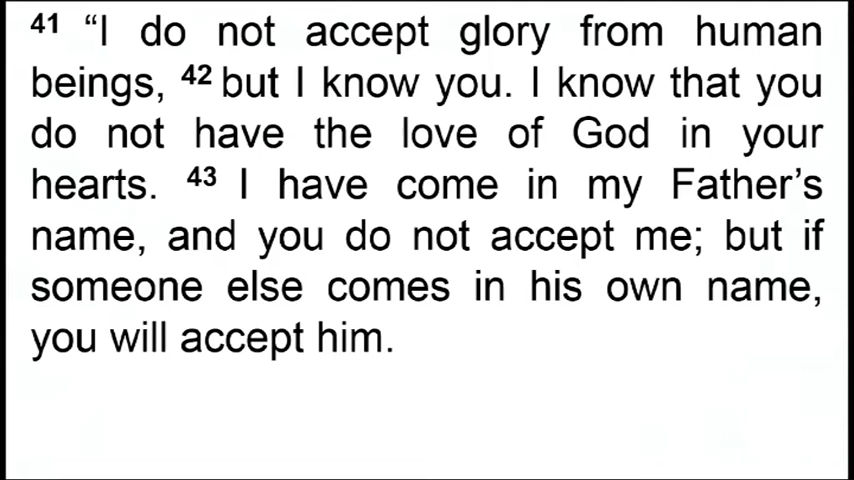 41 “I do not accept glory from human
beings, 42 but I know you. I know that you
do not have the love of God in your
hearts. 43 I have come in my Father’s
name, and you do not accept me; but if
someone else comes in his own name,
you will accept him.